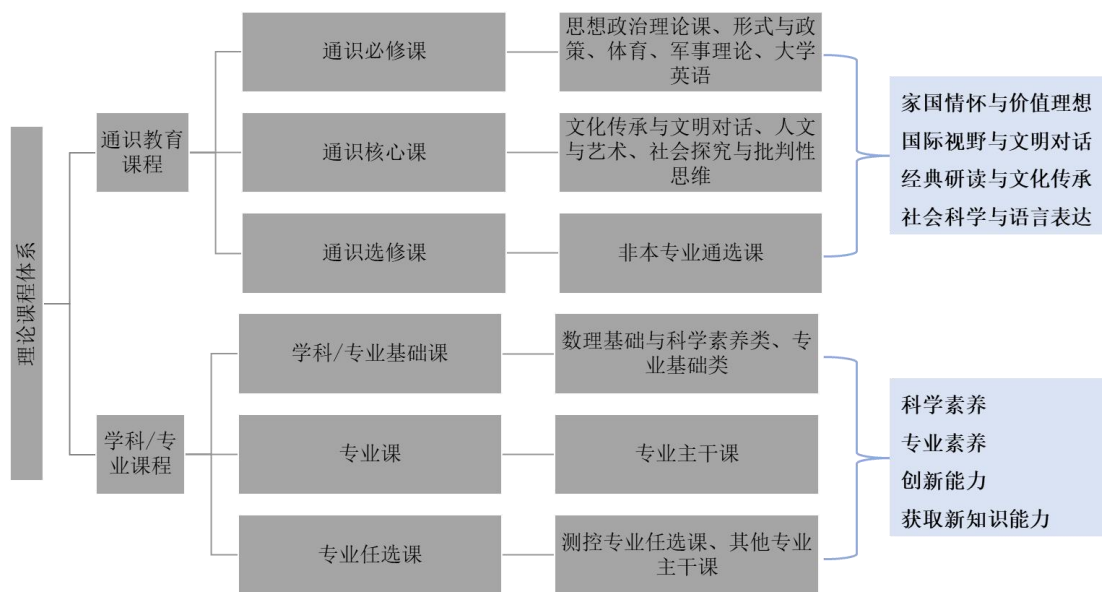 理论课程体系
通识教育
课程
通识必修课
思想政治理论课、形式与政
策、体育、军事理论、大学
英语
通识核心课
文化传承与文明对话、人文
与艺术、社会探究与批判性
思维
通识选修课
非本专业通选课
家国情怀与价值理想
国际视野与文明对话
经典研读与文化传承
社会科学与语言表达
学科/专
业课程
学科/专业基础课
数理基础与科学素养类、专
业基础类
专业课
专业主干课
专业任选课
测控专业任选课、其他专业
主干课
科学素养
专业素养
创新能力
获取新知识能力